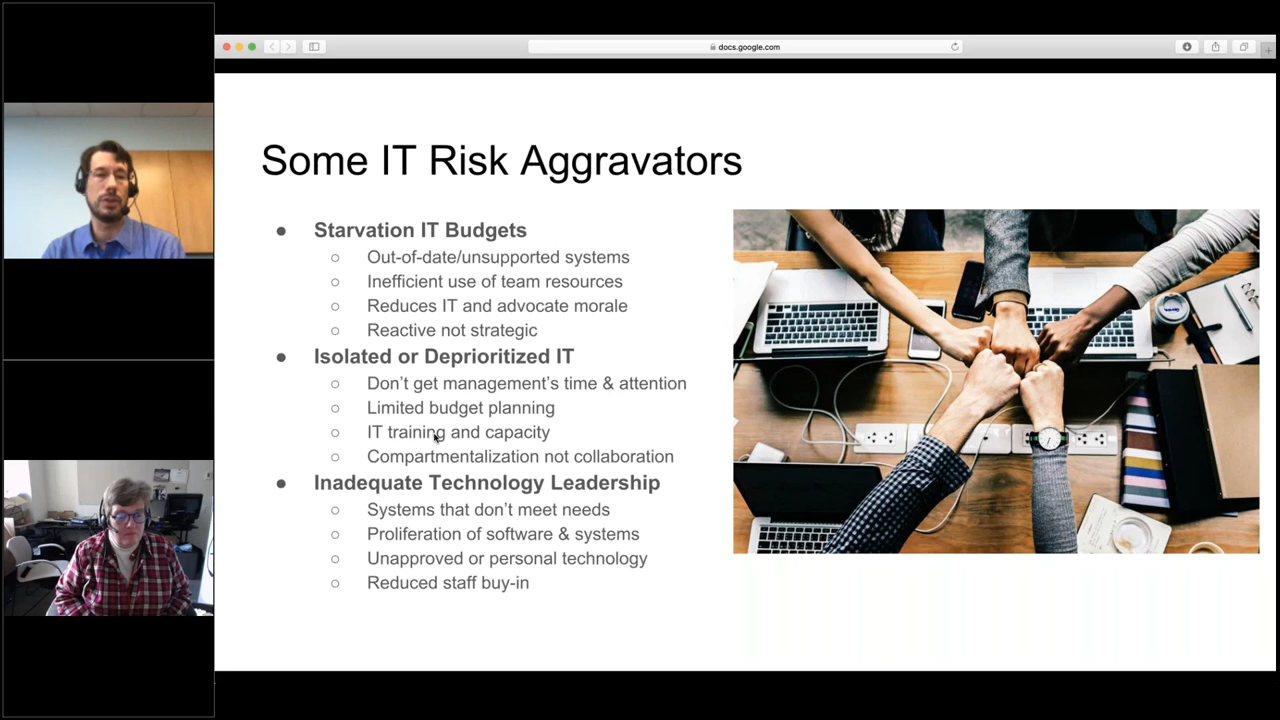 docs.google.com
Some IT Risk Aggravators
● Starvation IT Budgets
○ Out-of-date/unsupported systems
○ Inefficient use of team resources
○ Reduces IT and advocate morale
○ Reactive not strategic
● Isolated or Deprioritized IT
○ Don't get management's time & attention
○ Limited budget planning
○ IT training and capacity
○ Compartmentalization not collaboration
● Inadequate Technology Leadership
○ Systems that don't meet needs
○ Proliferation of software & systems
○ Unapproved or personal technology
○ Reduced staff buy-in